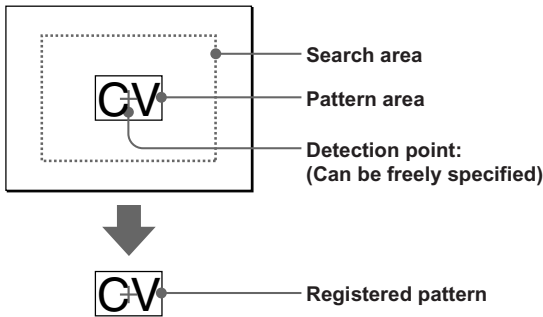 Search area
CV
Pattern area
Detection point:
(Can be freely specified)
CV
Registered pattern